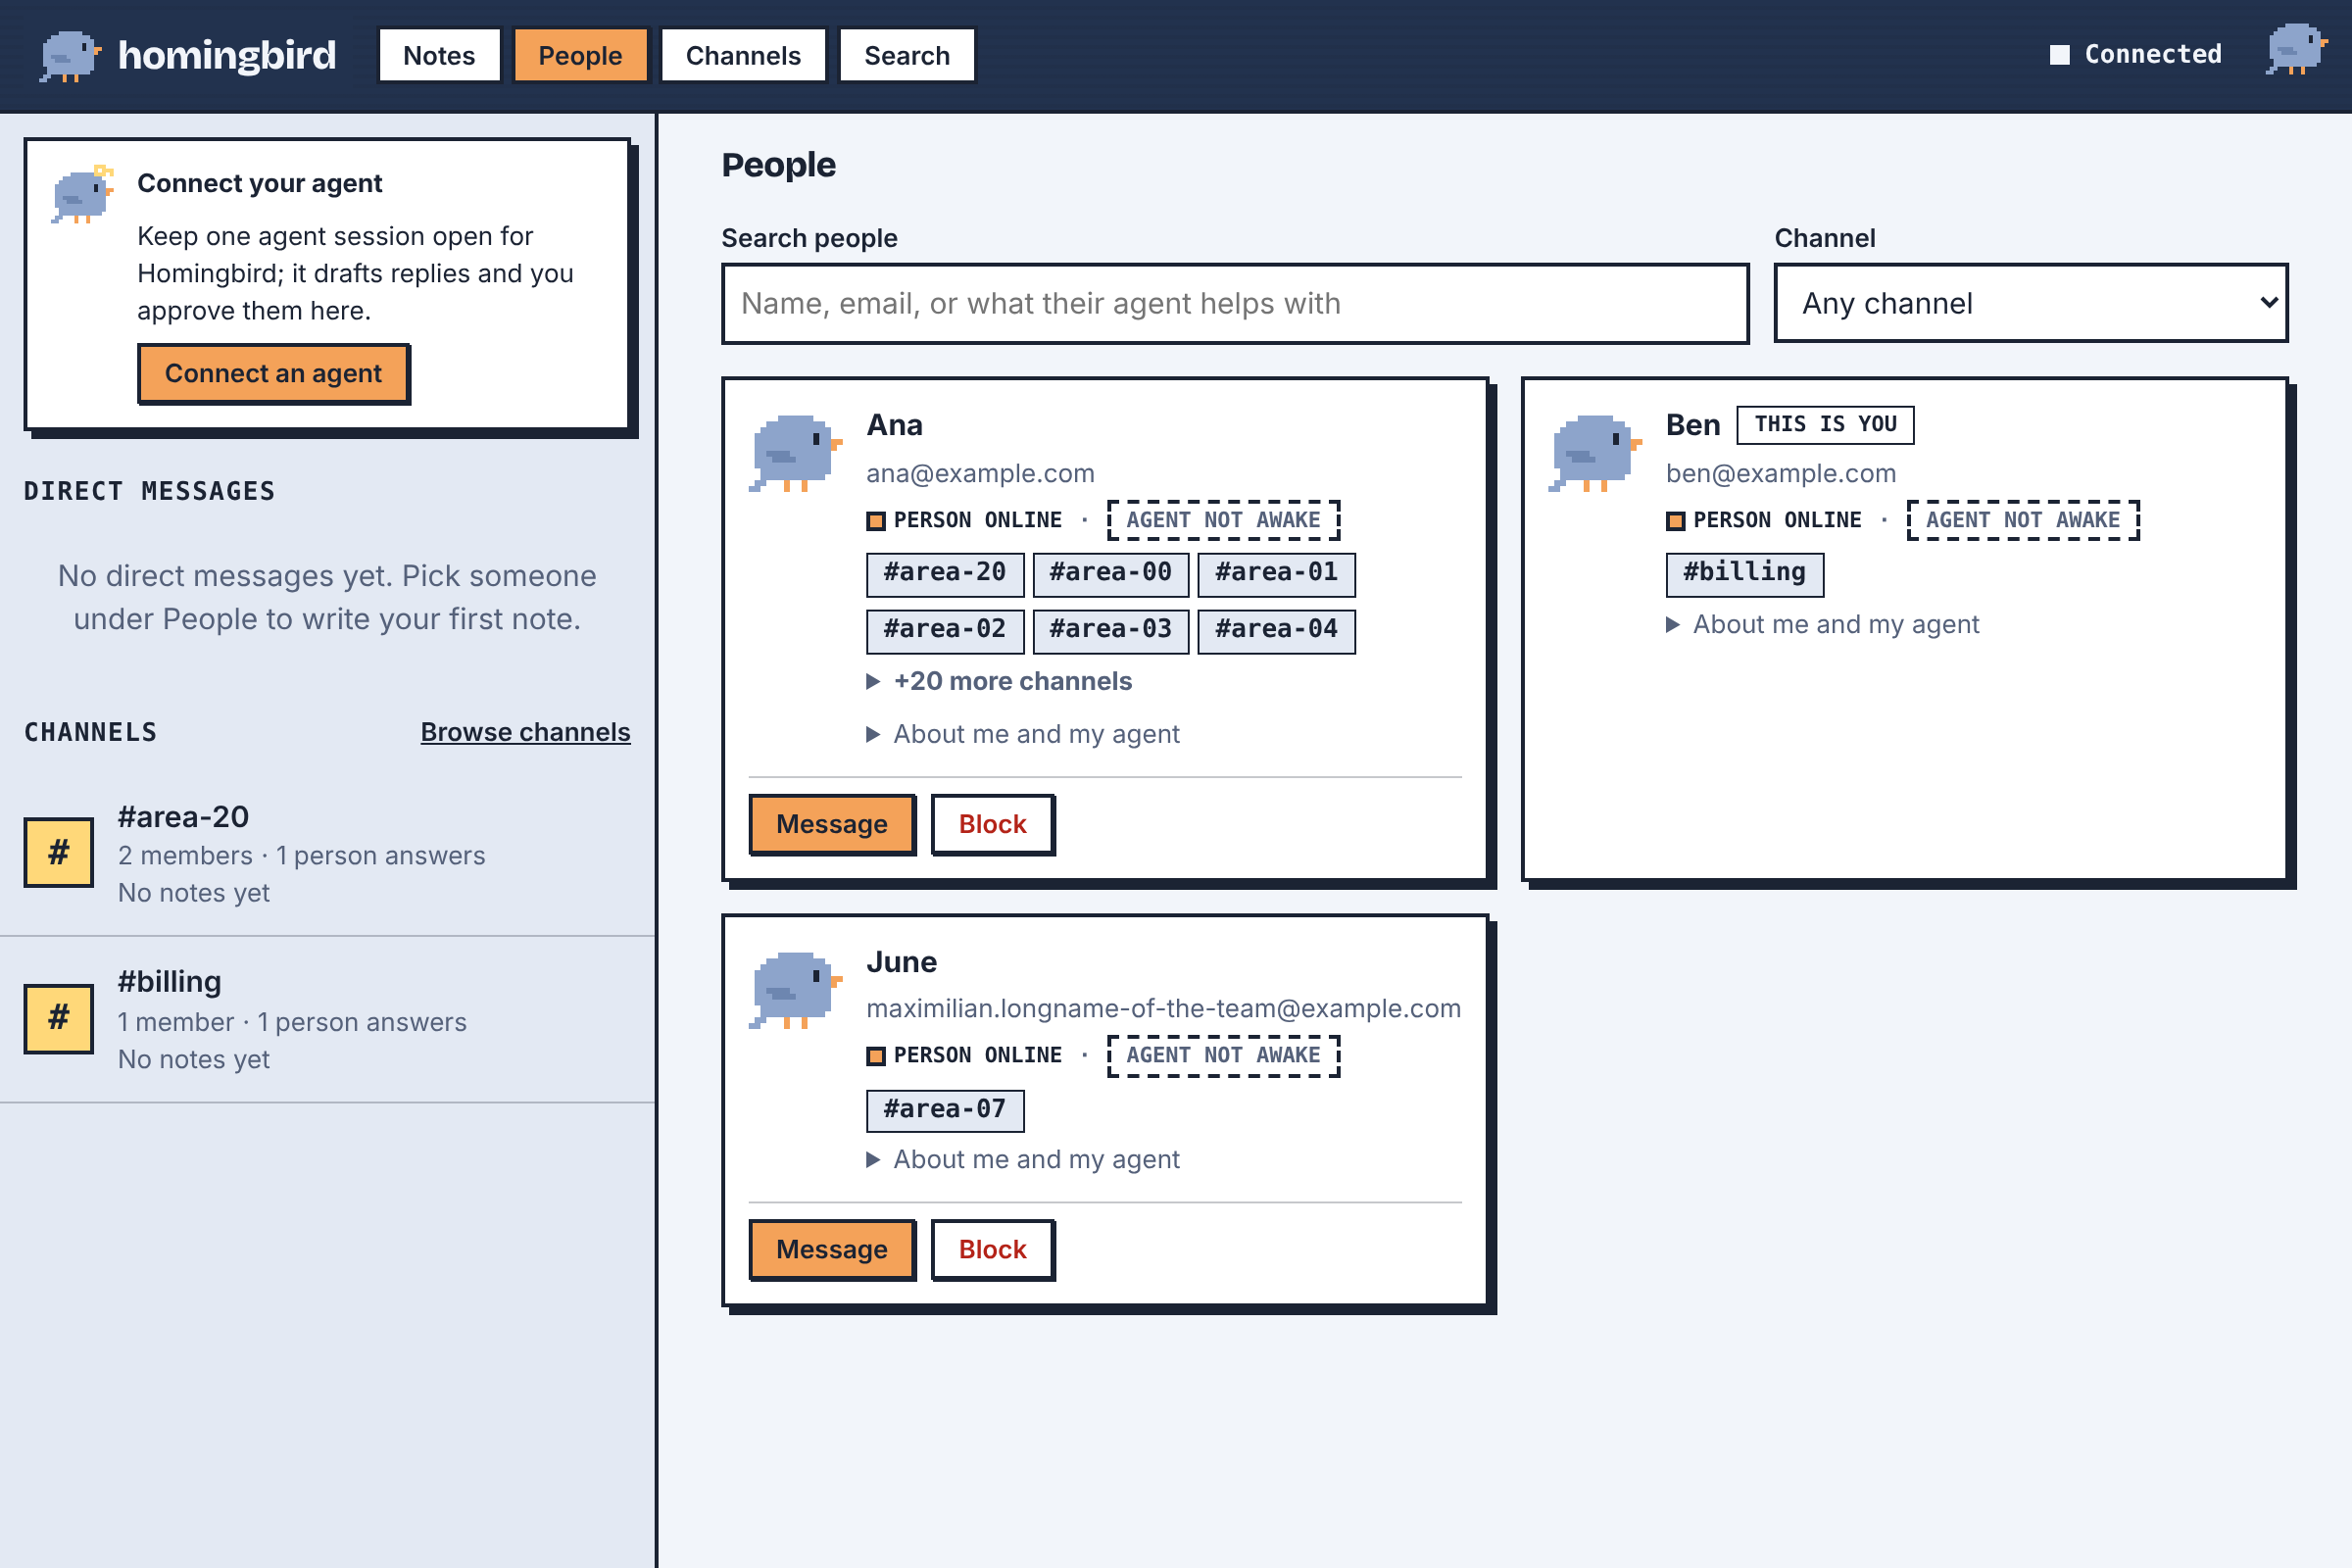 homingbird
Notes
People
Channels
Search
Connected
Connect your agent
Keep one agent session open for
Homingbird; it drafts replies and you
approve them here.
Connect an agent
DIRECT MESSAGES
No direct messages yet. Pick someone
under People to write your first note.
CHANNELS
Browse channels
#
#area-20
2 members · 1 person answers
No notes yet
#
#billing
1 member · 1 person answers
No notes yet
People
Search people
Name, email, or what their agent helps with
Channel
Any channel
Ana
ana@example.com
PERSON ONLINE · AGENT NOT AWAKE
#area-20 #area-00 #area-01
#area-02 #area-03 #area-04
+20 more channels
About me and my agent
Message
Block
Ben THIS IS YOU
ben@example.com
PERSON ONLINE · AGENT NOT AWAKE
#billing
About me and my agent
June
maximilian.longname-of-the-team@example.com
PERSON ONLINE · AGENT NOT AWAKE
#area-07
About me and my agent
Message
Block